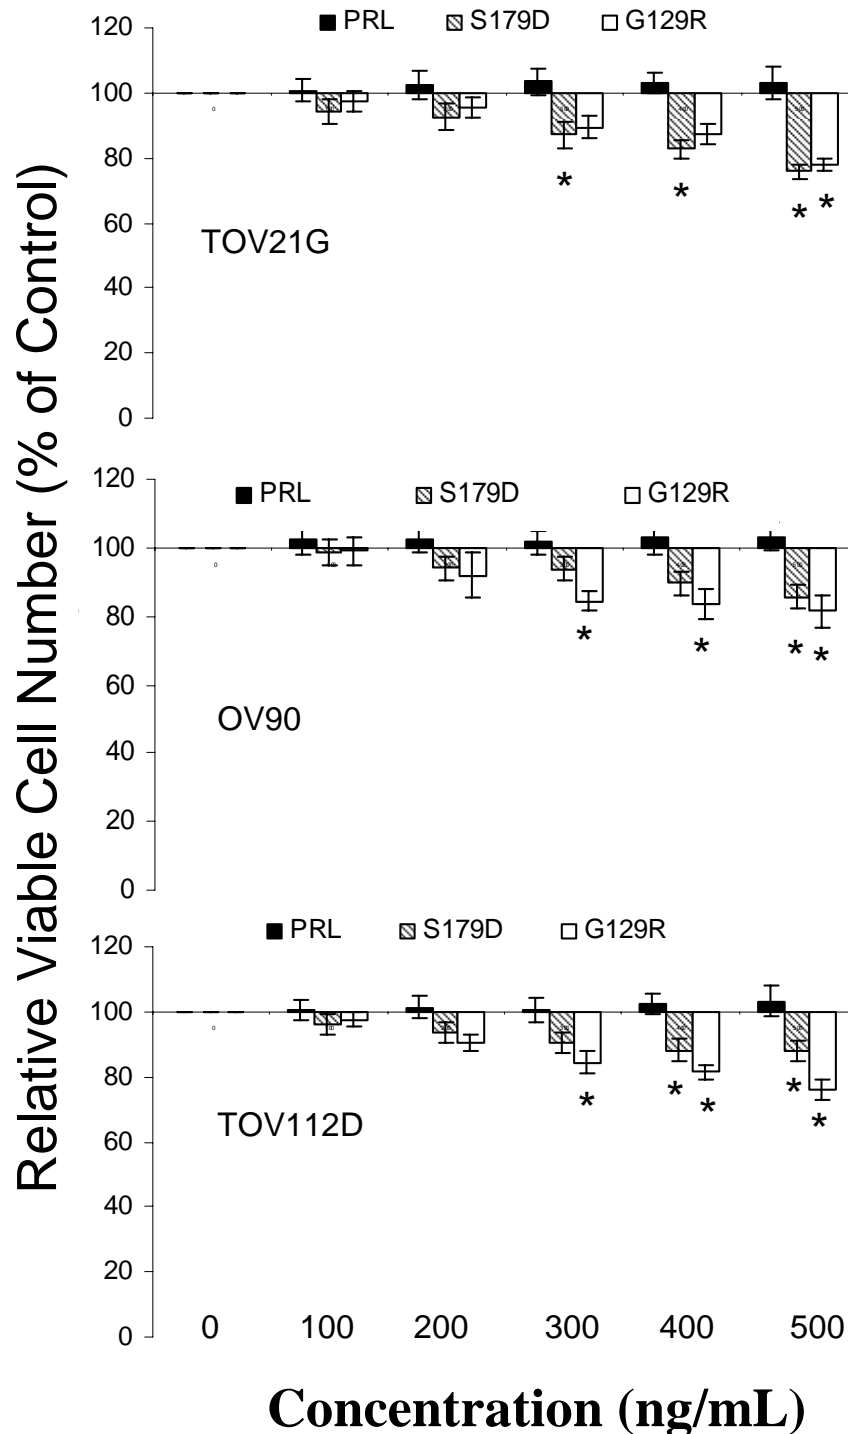 Relative Viable Cell Number (% of Control)
PRL S179D G129R
120
100
80
60
40
20
0
TOV21G
* * * *
PRL S179D G129R
120
100
80
60
40
20
0
OV90
* * * *
PRL S179D G129R
120
100
80
60
40
20
0
TOV112D
* * * * *
0 100 200 300 400 500
Concentration (ng/mL)